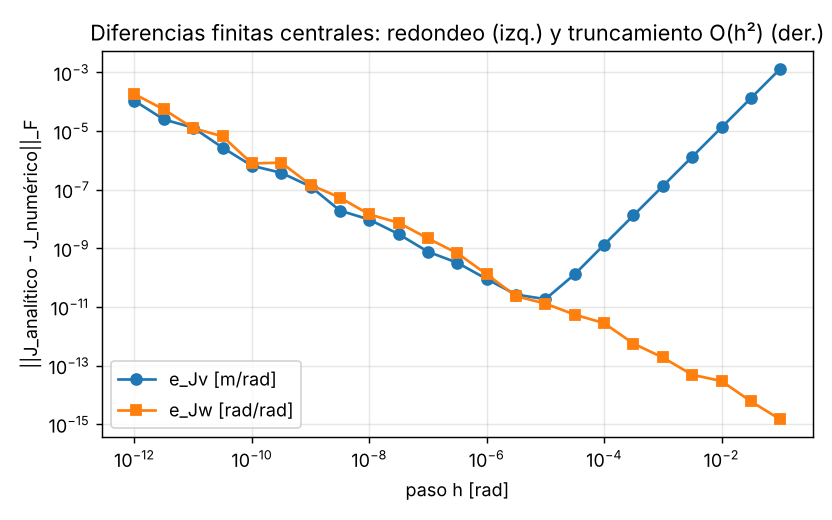 Diferencias finitas centrales: redondeo (izq.) y truncamiento O(h²) (der.)
||J_analítico - J_numérico||_F
10⁻³
10⁻⁵
10⁻⁷
10⁻⁹
10⁻¹¹
10⁻¹³
10⁻¹⁵
e_Jv [m/rad]
e_Jw [rad/rad]
10⁻¹² 10⁻¹⁰ 10⁻⁸ 10⁻⁶ 10⁻⁴ 10⁻²
paso h [rad]